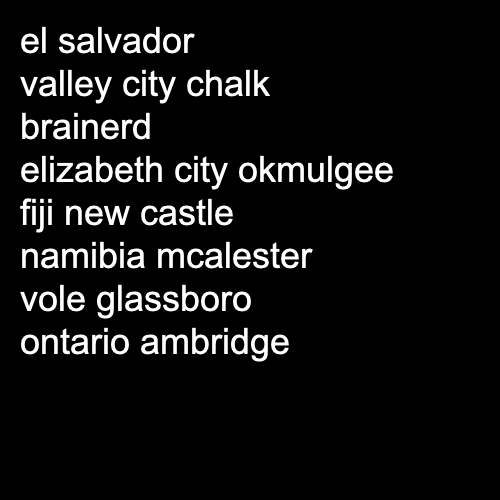 el salvador
valley city chalk
brainerd
elizabeth city okmulgee
fiji new castle
namibia mcalester
vole glassboro
ontario ambridge